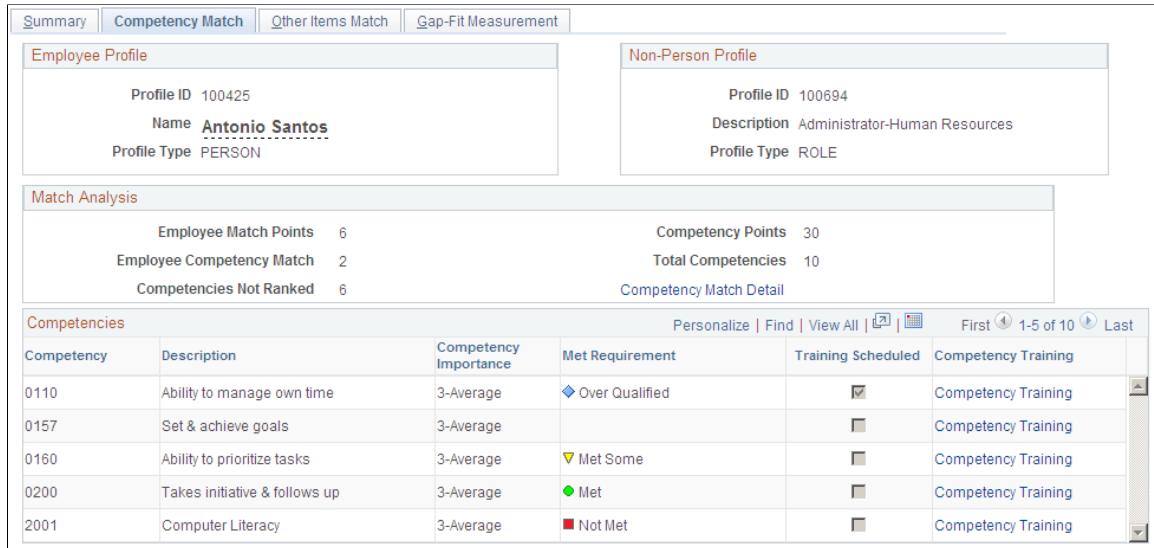 Summary Competency Match Other Items Match Gap-Fit Measurement
Employee Profile Non-Person Profile
Profile ID 100425 Profile ID 100694
Name Antonio Santos Description Administrator-Human Resources
Profile Type PERSON Profile Type ROLE
Match Analysis
Employee Match Points 6 Competency Points 30
Employee Competency Match 2 Total Competencies 10
Competencies Not Ranked 6 Competency Match Detail
Competencies Personalize | Find | View All | | First 1-5 of 10 Last
Competency Description Competency Importance Met Requirement Training Scheduled Competency Training
0110 Ability to manage own time 3-Average Over Qualified Competency Training
0157 Set & achieve goals 3-Average Competency Training
0160 Ability to prioritize tasks 3-Average Met Some Competency Training
0200 Takes initiative & follows up 3-Average Met Competency Training
2001 Computer Literacy 3-Average Not Met Competency Training